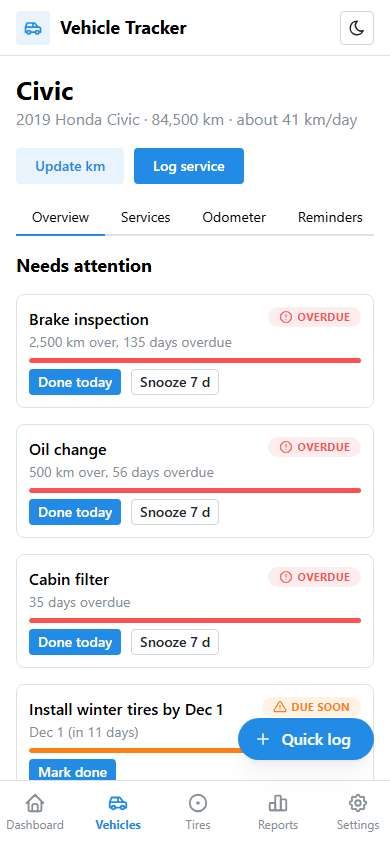 Vehicle Tracker
Civic
2019 Honda Civic · 84,500 km · about 41 km/day
Update km
Log service
Overview
Services
Odometer
Reminders
Needs attention
Brake inspection
OVERDUE
2,500 km over, 135 days overdue
Done today
Snooze 7 d
Oil change
OVERDUE
500 km over, 56 days overdue
Done today
Snooze 7 d
Cabin filter
OVERDUE
35 days overdue
Done today
Snooze 7 d
Install winter tires by Dec 1
DUE SOON
Dec 1 (in 11 days)
Quick log
Mark done
Dashboard
Vehicles
Tires
Reports
Settings